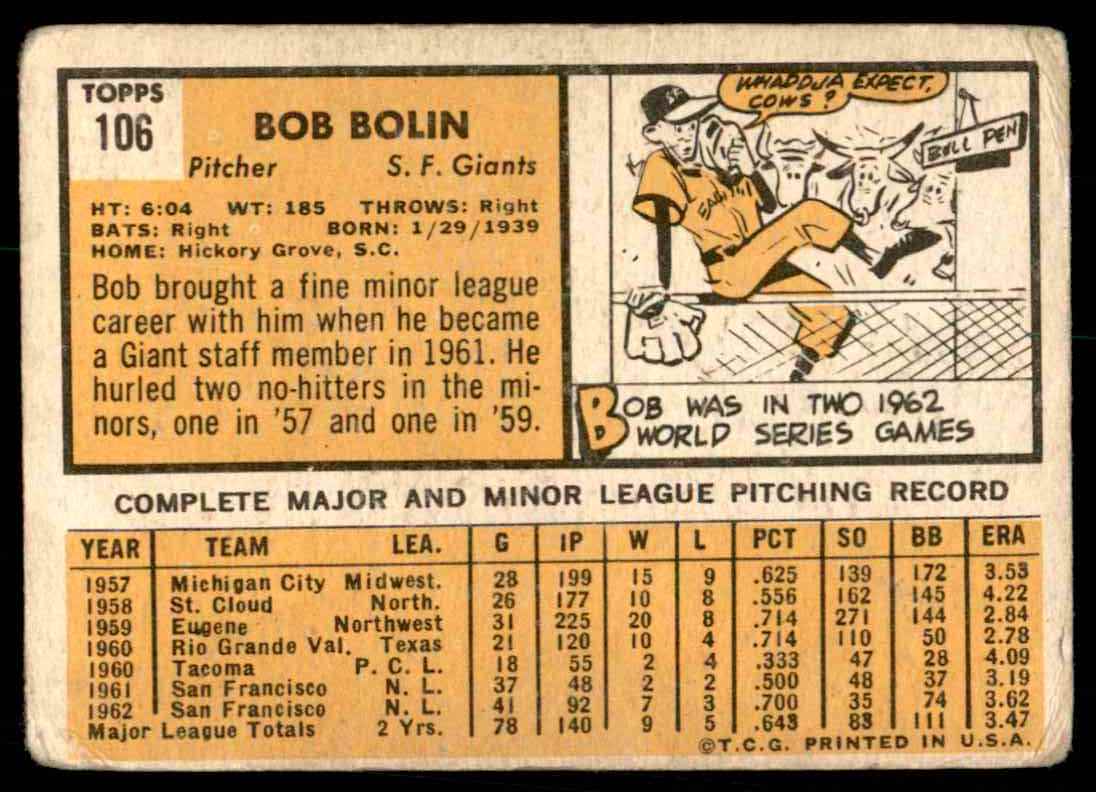 TOPPS
106
BOB BOLIN
Pitcher S. F. Giants
HT: 6:04 WT: 185 THROWS: Right
BATS: Right BORN: 1/29/1939
HOME: Hickory Grove, S.C.
Bob brought a fine minor league
career with him when he became
a Giant staff member in 1961. He
hurled two no-hitters in the mi-
nors, one in '57 and one in '59.
WHADDJA EXPECT,
COWS?
BULL PEN
BOB WAS IN TWO 1962
WORLD SERIES GAMES
COMPLETE MAJOR AND MINOR LEAGUE PITCHING RECORD
YEAR TEAM LEA. G IP W L PCT SO BB ERA
1957 Michigan City Midwest. 28 199 15 9 .625 139 172 3.53
1958 St. Cloud North. 26 177 10 8 .556 162 145 4.22
1959 Eugene Northwest 31 225 20 8 .714 271 144 2.84
1960 Rio Grande Val. Texas 21 120 10 4 .714 110 50 2.78
1960 Tacoma P. C. L. 18 55 2 4 .333 47 28 4.09
1961 San Francisco N. L. 37 48 2 2 .500 48 37 3.19
1962 San Francisco N. L. 41 92 7 3 .700 35 74 3.62
Major League Totals 2 Yrs. 78 140 9 5 .643 83 111 3.47
©T.C.G. PRINTED IN U.S.A.